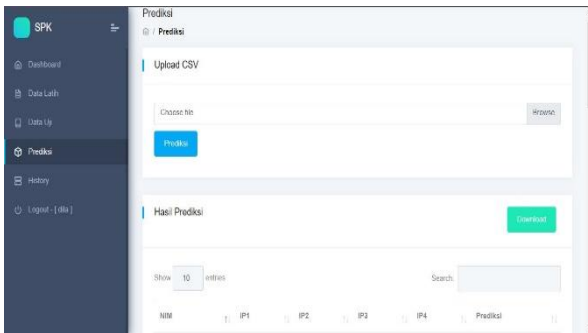 SPK
Dashboard
Data Latih
Data Uji
Prediksi
History
Logout - [ dila ]
Prediksi
/ Prediksi
Upload CSV
Choose file
Browse
Prediksi
Hasil Prediksi
Download
Show 10 entries
Search:
NIM IP1 IP2 IP3 IP4 Prediksi